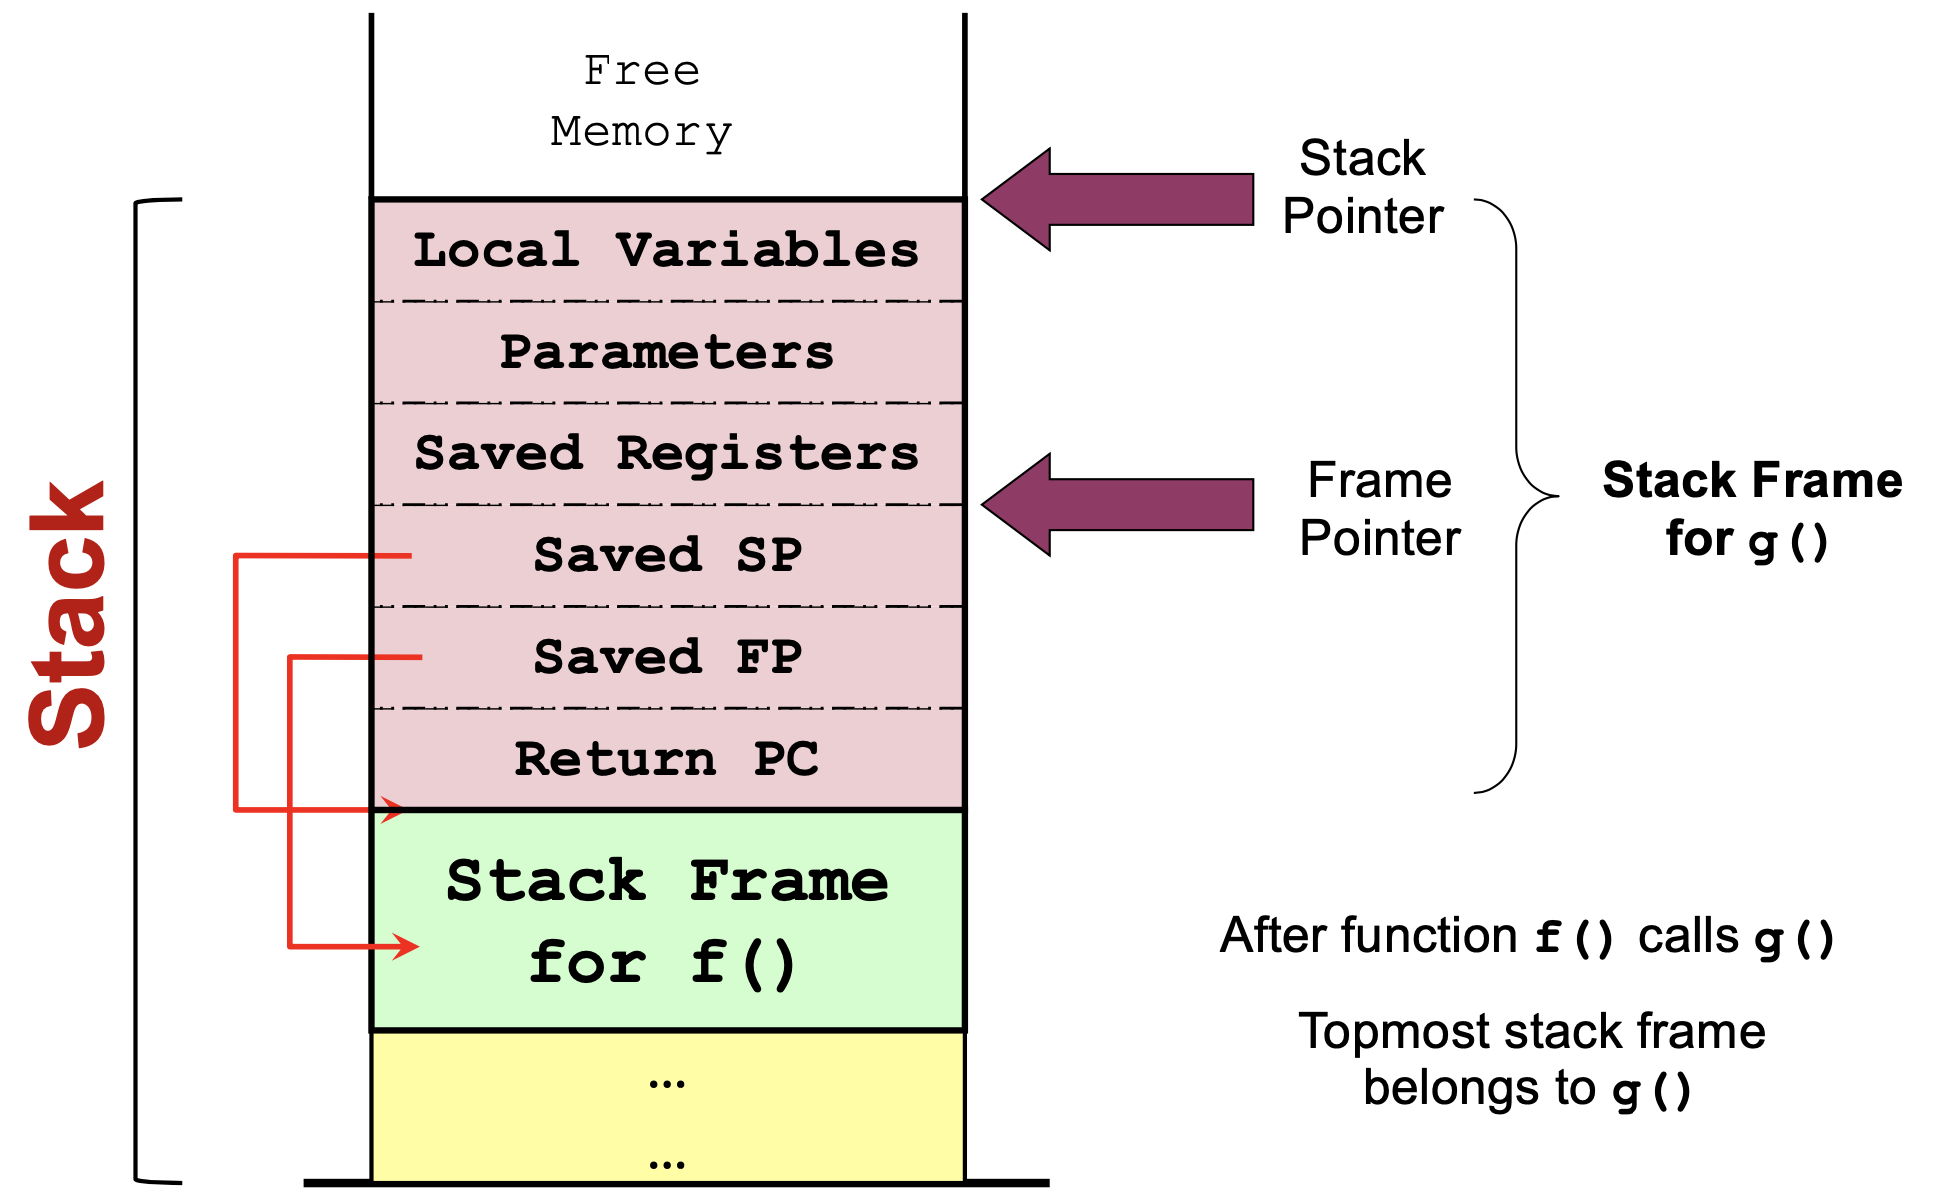 Free
Memory
Stack
Pointer
Local Variables
Parameters
Saved Registers
Frame
Pointer
Stack Frame
for g()
Saved SP
Saved FP
Return PC
Stack
Stack Frame
for f()
After function f() calls g()
Topmost stack frame
belongs to g()
…
…